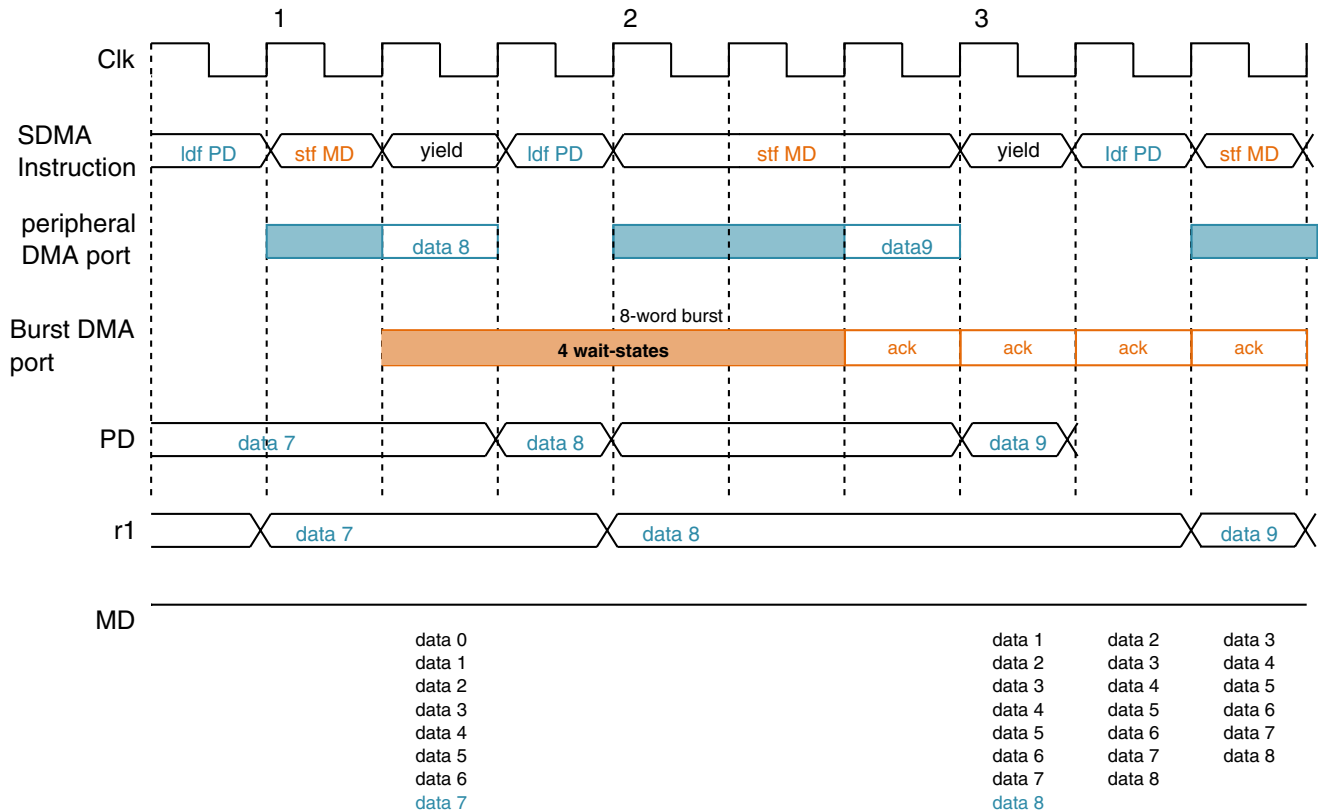 1 2 3
Clk
SDMA
Instruction
ldf PD stf MD yield ldf PD stf MD yield ldf PD stf MD
peripheral
DMA port
data 8 data9
Burst DMA
port
8-word burst
4 wait-states ack ack ack ack
PD
data 7 data 8 data 9
r1
data 7 data 8 data 9
MD
data 0 data 1 data 2 data 3
data 1 data 2 data 3 data 4
data 2 data 3 data 4 data 5
data 3 data 4 data 5 data 6
data 4 data 5 data 6 data 7
data 5 data 6 data 7 data 8
data 6 data 7 data 8
data 7 data 8